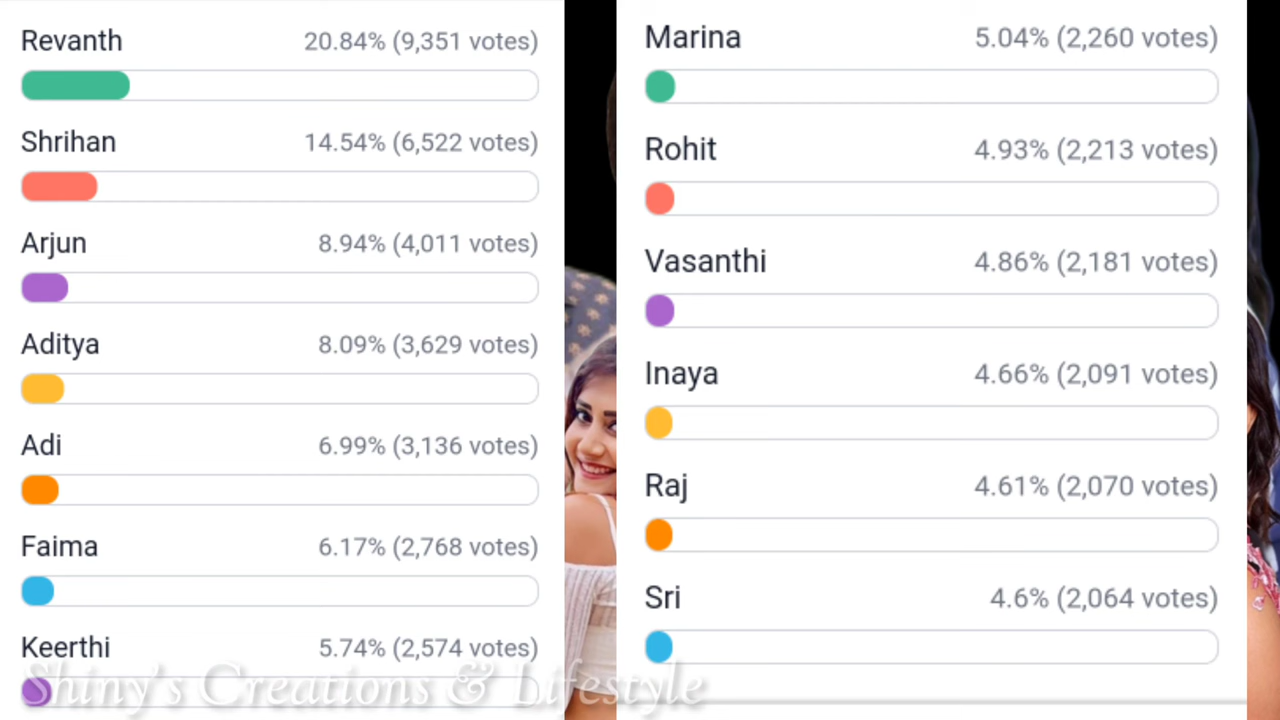 Revanth 20.84% (9,351 votes)
Shrihan 14.54% (6,522 votes)
Arjun 8.94% (4,011 votes)
Aditya 8.09% (3,629 votes)
Adi 6.99% (3,136 votes)
Faima 6.17% (2,768 votes)
Keerthi 5.74% (2,574 votes)
Marina 5.04% (2,260 votes)
Rohit 4.93% (2,213 votes)
Vasanthi 4.86% (2,181 votes)
Inaya 4.66% (2,091 votes)
Raj 4.61% (2,070 votes)
Sri 4.6% (2,064 votes)
Shiny's Creations & Lifestyle